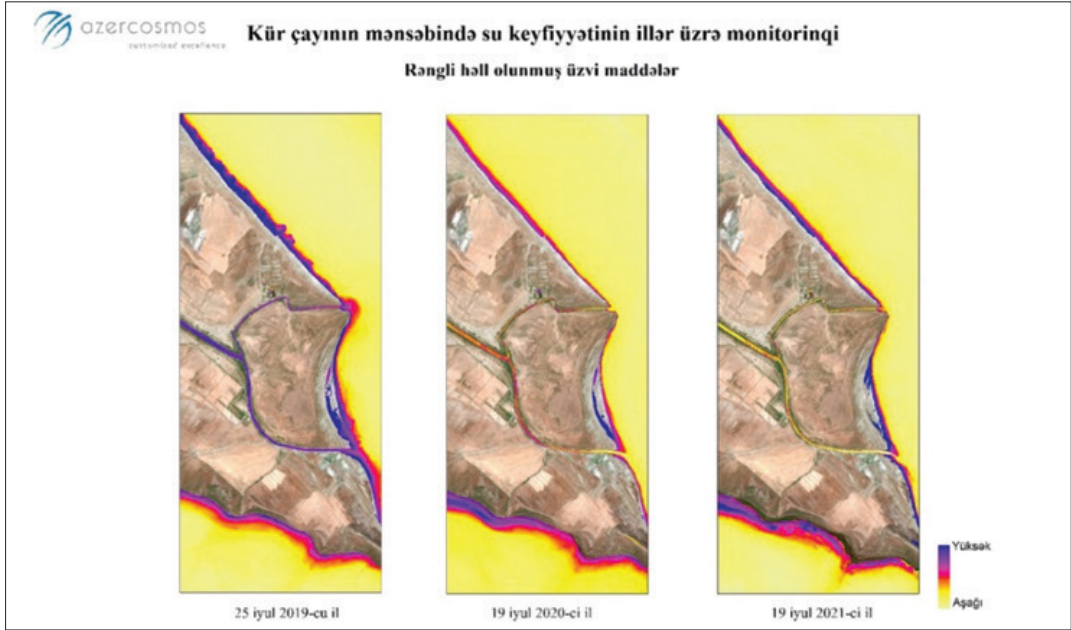 azercosmos
customized excellence
Kür çayının mənsəbində su keyfiyyətinin illər üzrə monitorinqi
Rəngli həll olunmuş üzvi maddələr
Yüksək
Aşağı
25 iyul 2019-cu il
19 iyul 2020-ci il
19 iyul 2021-ci il